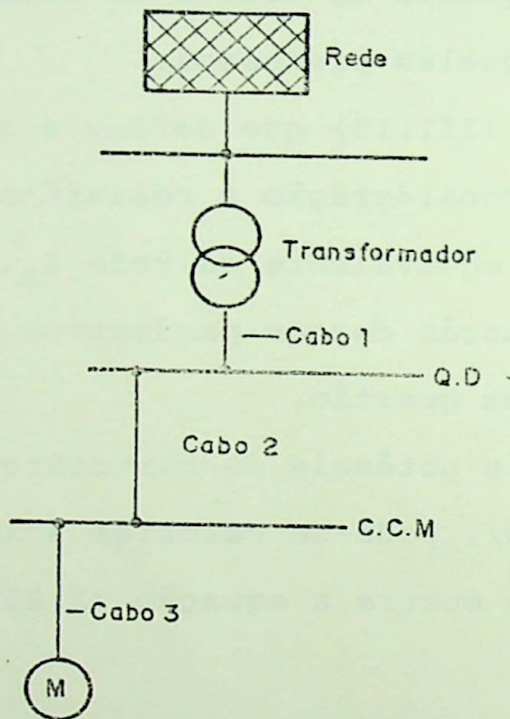 Rede
Transformador
Cabo 1
Q.D
Cabo 2
C.C.M
Cabo 3
M